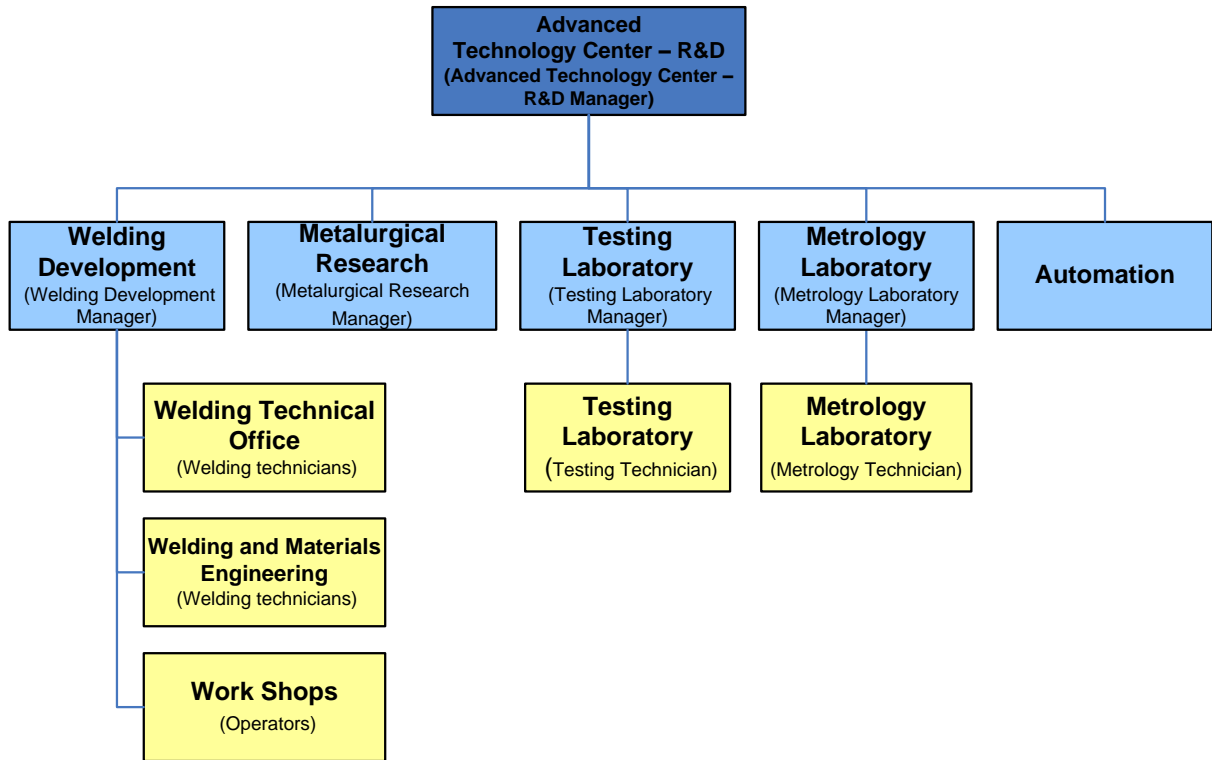 Advanced
Technology Center – R&D
(Advanced Technology Center –
R&D Manager)
Welding
Development
(Welding Development
Manager)
Metalurgical
Research
(Metalurgical Research
Manager)
Testing
Laboratory
(Testing Laboratory
Manager)
Metrology
Laboratory
(Metrology Laboratory
Manager)
Automation
Welding Technical
Office
(Welding technicians)
Testing
Laboratory
(Testing Technician)
Metrology
Laboratory
(Metrology Technician)
Welding and Materials
Engineering
(Welding technicians)
Work Shops
(Operators)